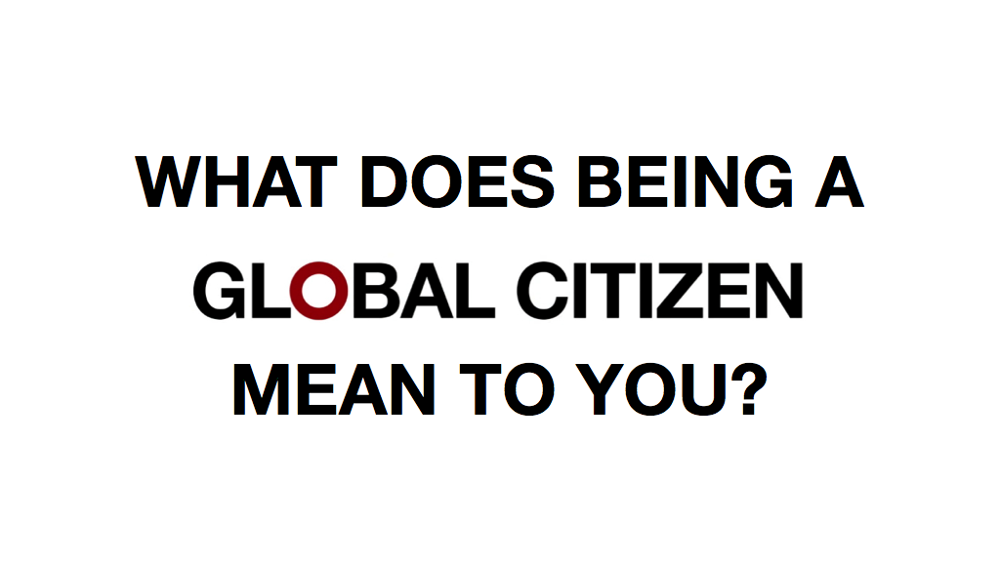 WHAT DOES BEING A
GLOBAL CITIZEN
MEAN TO YOU?